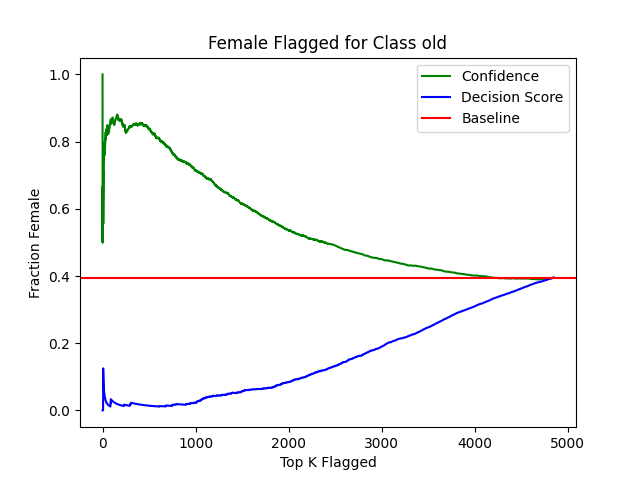 Female Flagged for Class old
Confidence
Decision Score
Baseline
Fraction Female
1.0
0.8
0.6
0.4
0.2
0.0
0
1000
2000
3000
4000
5000
Top K Flagged